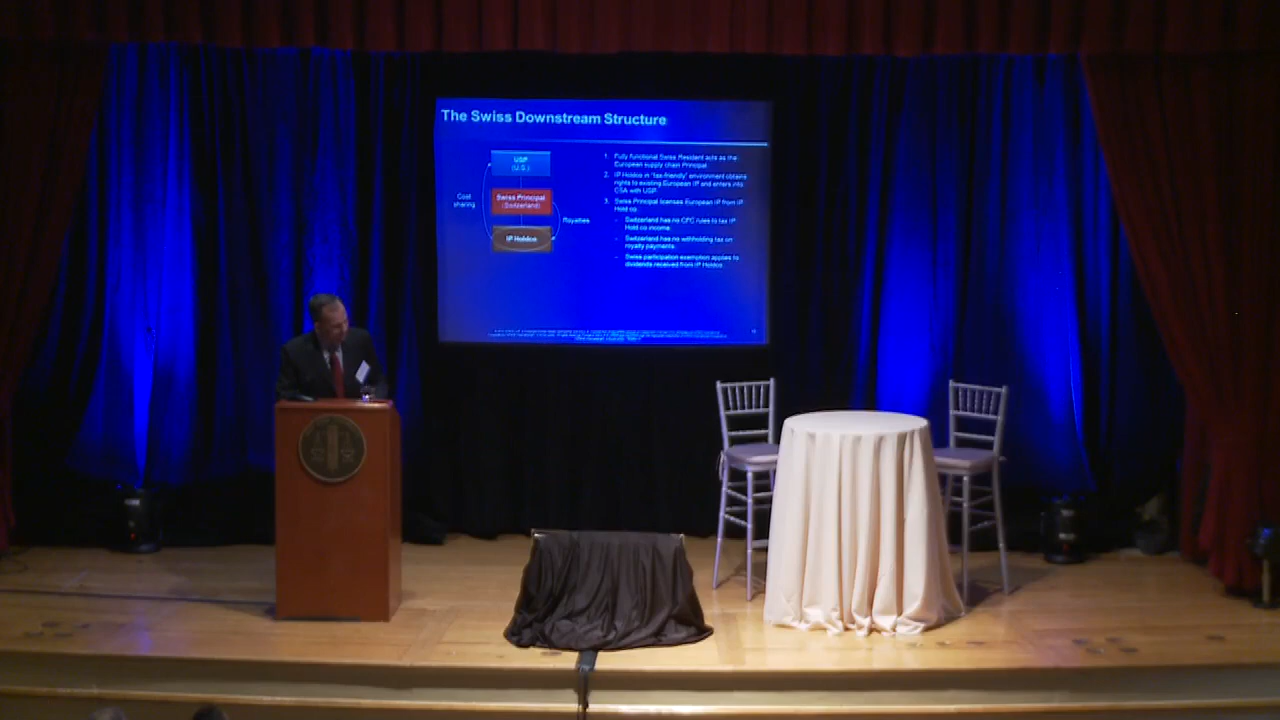 The Swiss Downstream Structure
USP
(U.S.)
Cost
sharing
Swiss Principal
(Switzerland)
Royalties
IP Holdco
1. Fully functional Swiss Resident acts as the
European supply chain Principal.
2. IP Holdco in "tax-friendly" environment obtains
rights to existing European IP and enters into
CSA with USP.
3. Swiss Principal licenses European IP from IP
Hold co.
- Switzerland has no CFC rules to tax IP
Hold co income.
- Switzerland has no withholding tax on
royalty payments.
- Swiss participation exemption applies to
dividends received from IP Holdco.